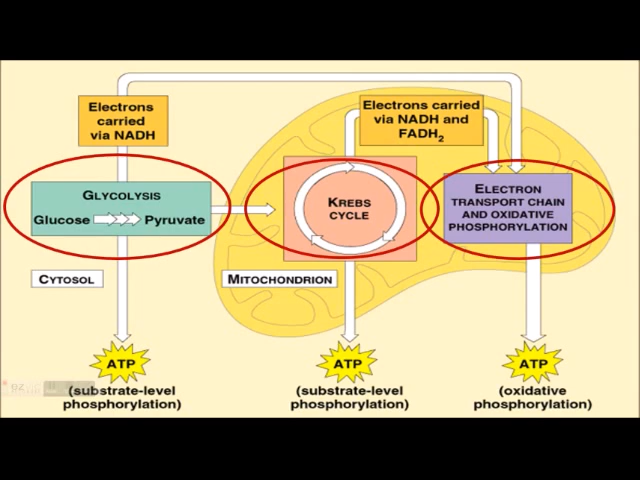 Electrons
carried
via NADH
Electrons carried
via NADH and
FADH2
GLYCOLYSIS
Glucose Pyruvate
KREBS
CYCLE
ELECTRON
TRANSPORT CHAIN
AND OXIDATIVE
PHOSPHORYLATION
CYTOSOL
MITOCHONDRION
ATP
ATP
ATP
(substrate-level
phosphorylation)
(substrate-level
phosphorylation)
(oxidative
phosphorylation)